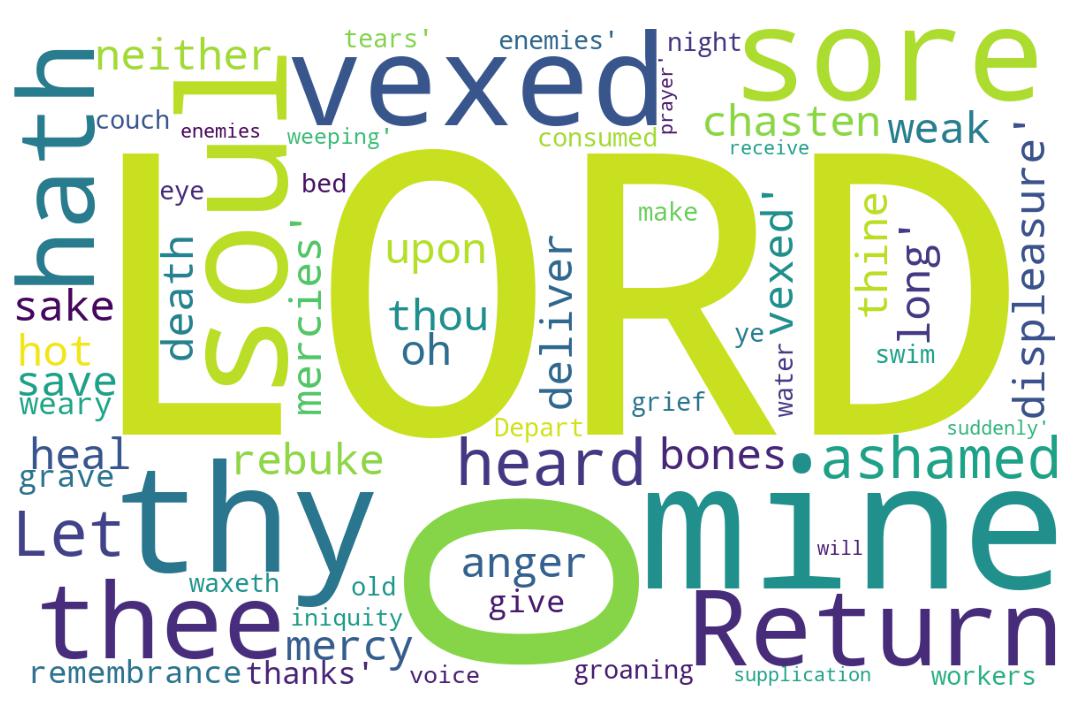 hath
neither
soul
tears'
enemies'
vexed
night
prayer'
sore
couch
enemies
weeping'
consumed
chasten
weak
receive
displeasure'
LORD
eye
bed
death
mercies'
upon
thou
oh
deliver
make
vexed'
ye
water
grief
thine
long'
swim
sake
hot
save
weary
Depart
suddenly'
heal
grave
rebuke
heard
bones
ashamed
Let
thy
O
anger
give
mine
will
thee
waxeth
old
iniquity
mercy
Return
remembrance
thanks'
voice
groaning
supplication
workers